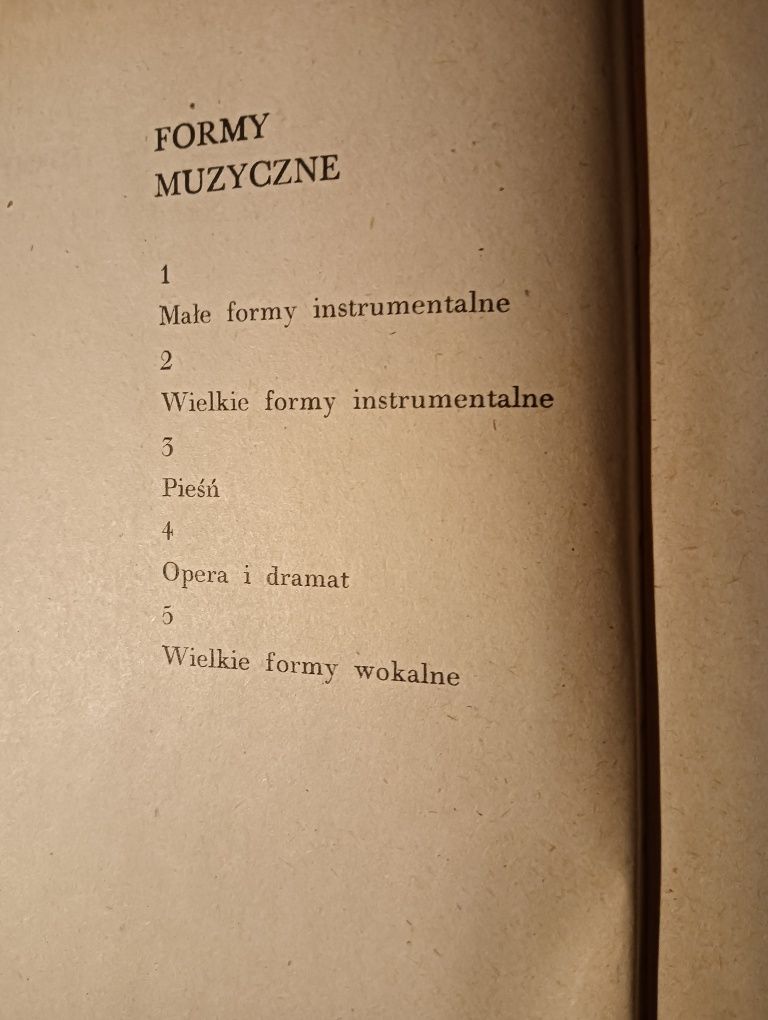 FORMY
MUZYCZNE
1
Małe formy instrumentalne
2
Wielkie formy instrumentalne
3
Pieśń
4
Opera i dramat
5
Wielkie formy wokalne